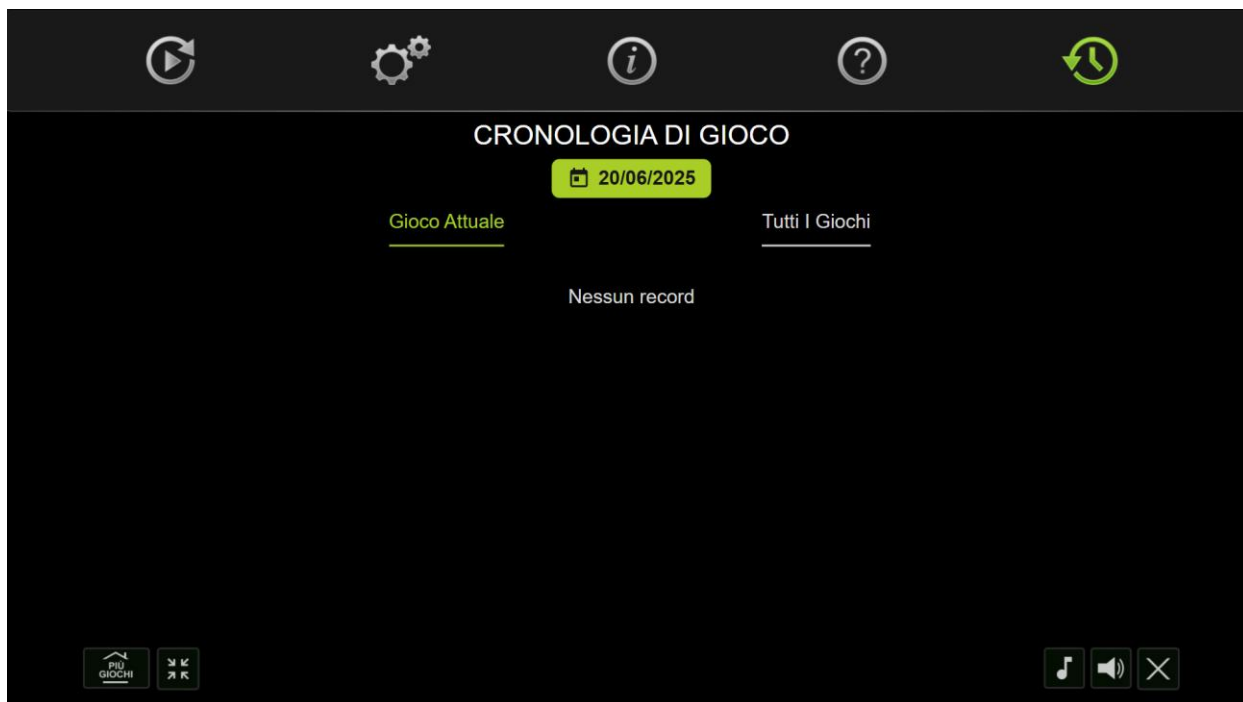 CRONOLOGIA DI GIOCO
20/06/2025
Gioco Attuale
Tutti I Giochi
Nessun record
PIÙ
GIOCHI